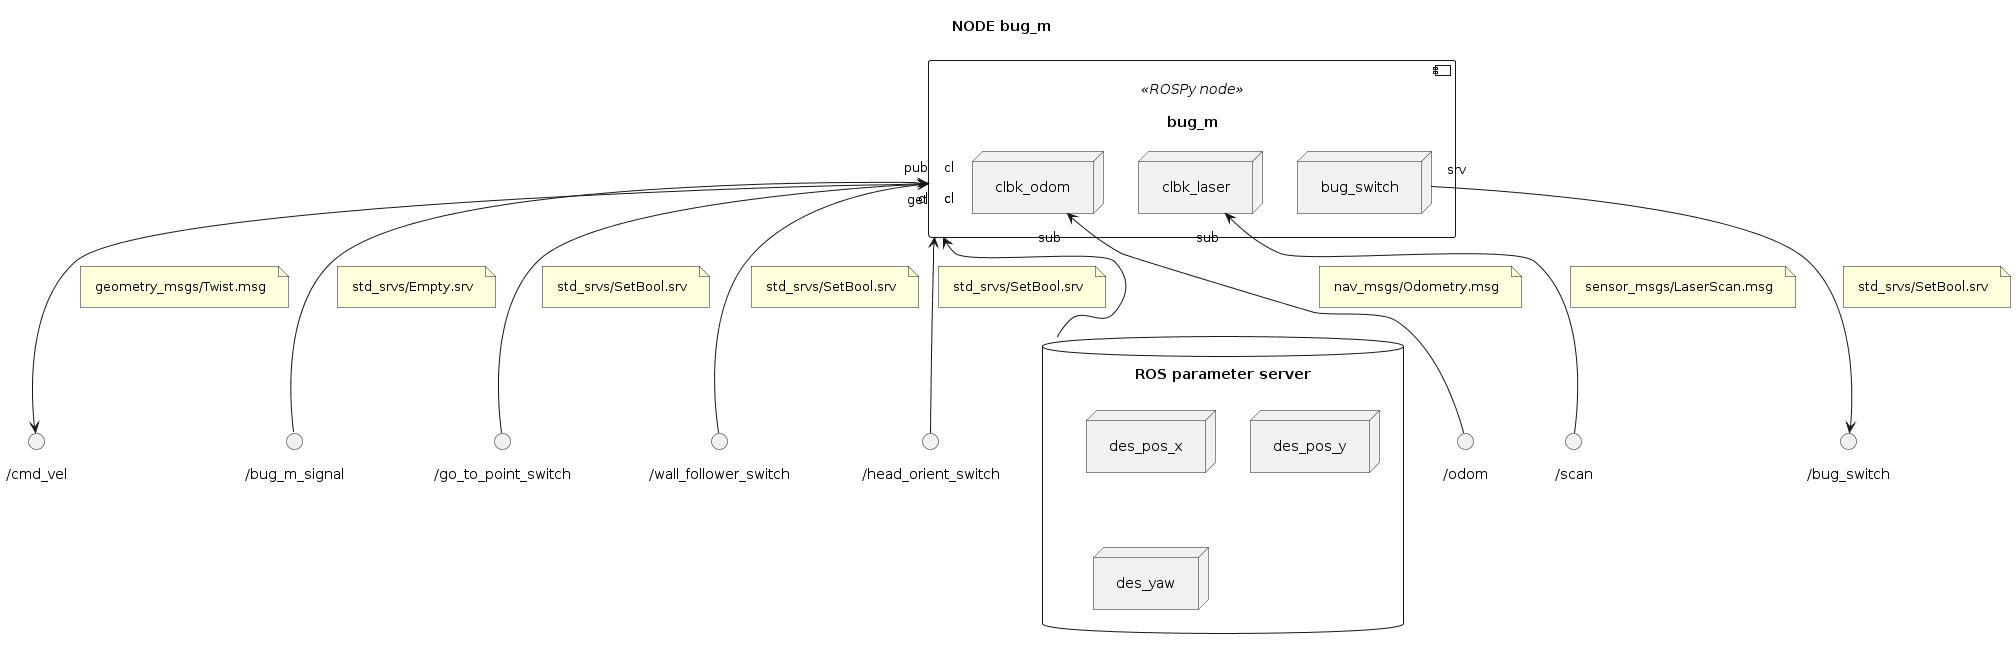 NODE bug_m
«ROSPy node»
bug_m
pub
cl
clbk_odom
clbk_laser
bug_switch
srv
get
cl
cl
sub
sub
geometry_msgs/Twist.msg
std_srvs/Empty.srv
std_srvs/SetBool.srv
std_srvs/SetBool.srv
std_srvs/SetBool.srv
nav_msgs/Odometry.msg
sensor_msgs/LaserScan.msg
std_srvs/SetBool.srv
ROS parameter server
des_pos_x
des_pos_y
/cmd_vel
/bug_m_signal
/go_to_point_switch
/wall_follower_switch
/head_orient_switch
/odom
/scan
/bug_switch
des_yaw